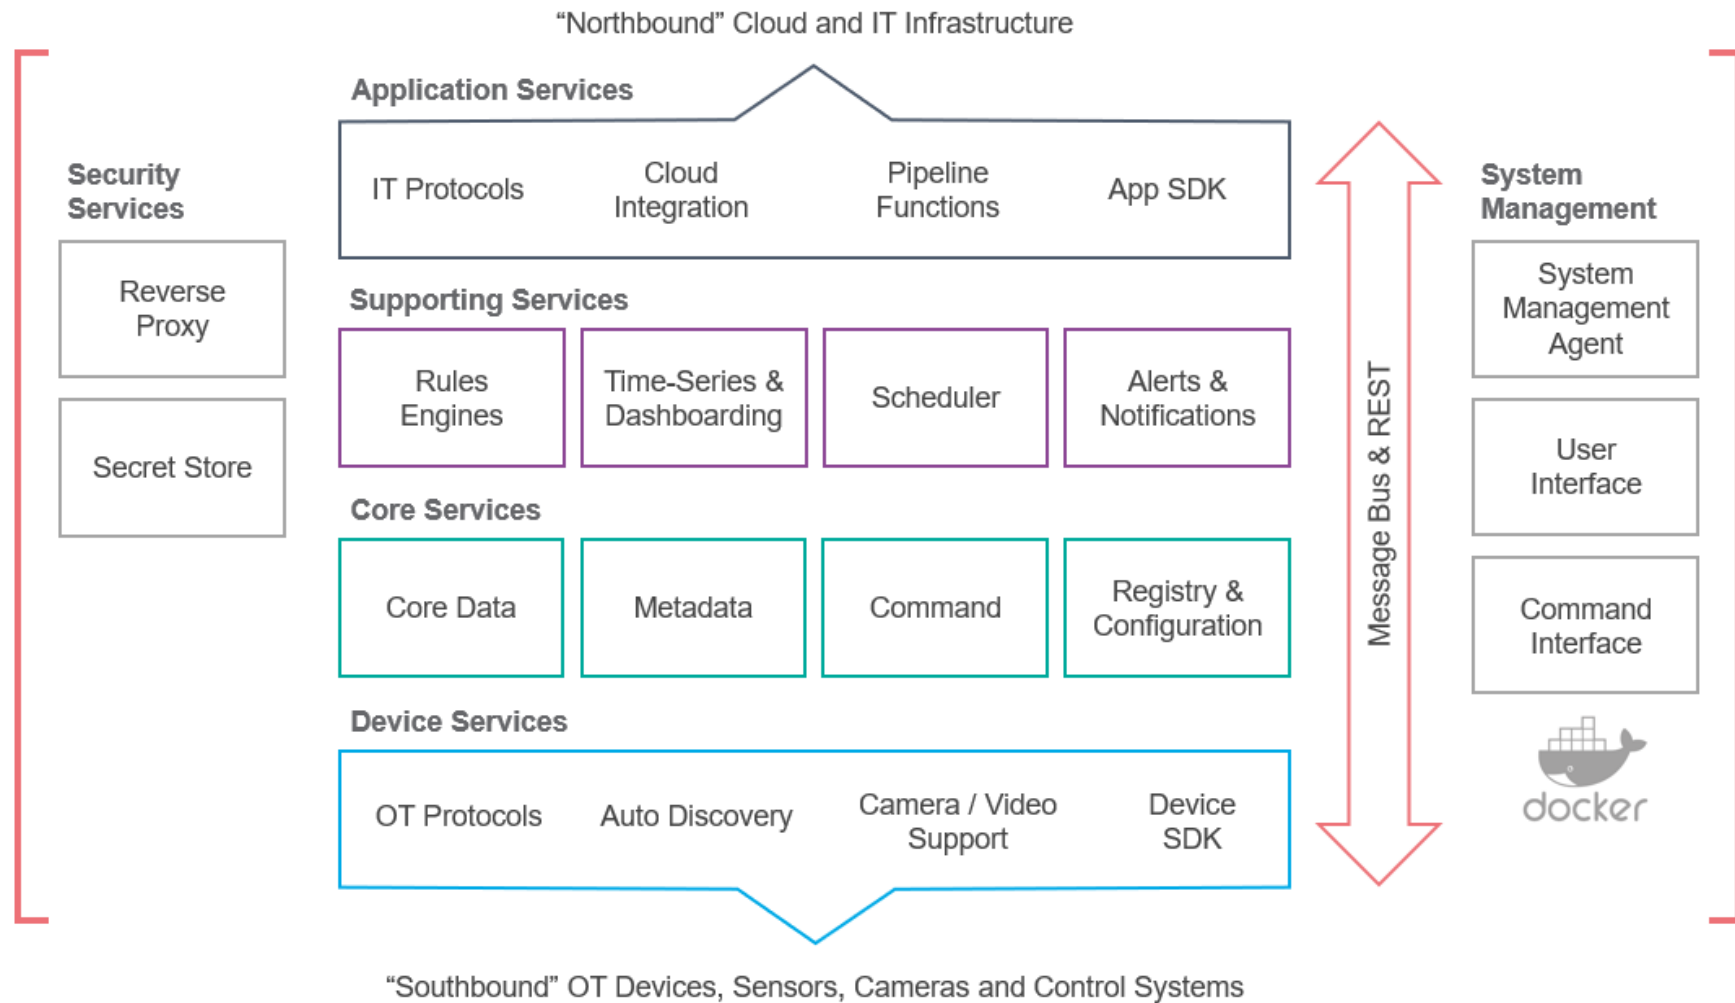 “Northbound” Cloud and IT Infrastructure
Application Services
IT Protocols
Cloud
Integration
Pipeline
Functions
App SDK
Security
Services
Reverse
Proxy
Secret Store
Supporting Services
Rules
Engines
Time-Series &
Dashboarding
Scheduler
Alerts &
Notifications
Core Services
Core Data
Metadata
Command
Registry &
Configuration
Device Services
OT Protocols
Auto Discovery
Camera / Video
Support
Device
SDK
Message Bus & REST
System
Management
System
Management
Agent
User
Interface
Command
Interface
docker
“Southbound” OT Devices, Sensors, Cameras and Control Systems